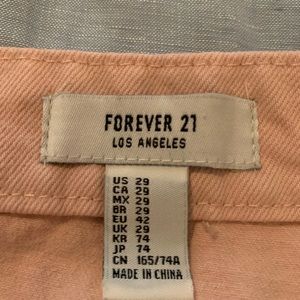 FOREVER 21
LOS ANGELES
US 29
CA 29
MX 29
BR 29
EU 42
UK 29
KR 74
JP 74
CN 165/74A
MADE IN CHINA